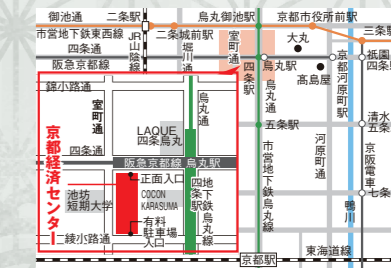 御池通
二条駅
烏丸御池駅
京都市役所前駅
三条駅
市営地下鉄東西線
JR山陰線
二条城前駅
堀川通
室町通
四条駅
烏丸駅
烏丸通
大丸
髙島屋
京都河原町駅
祇園四条
四条通
阪急京都線
錦小路通
室町通
烏丸通
LAQUE
四条烏丸
四条通
阪急京都線 烏丸駅
京都経済センター
正面入口
池坊
短期大学
COCON
KARASUMA
四条駅
地下鉄烏丸線
有料
駐車場
入口
綾小路通
五条駅
市営地下鉄烏丸線
河原町通
鴨川
清水五
京阪電車
七条
東海道線
京都駅